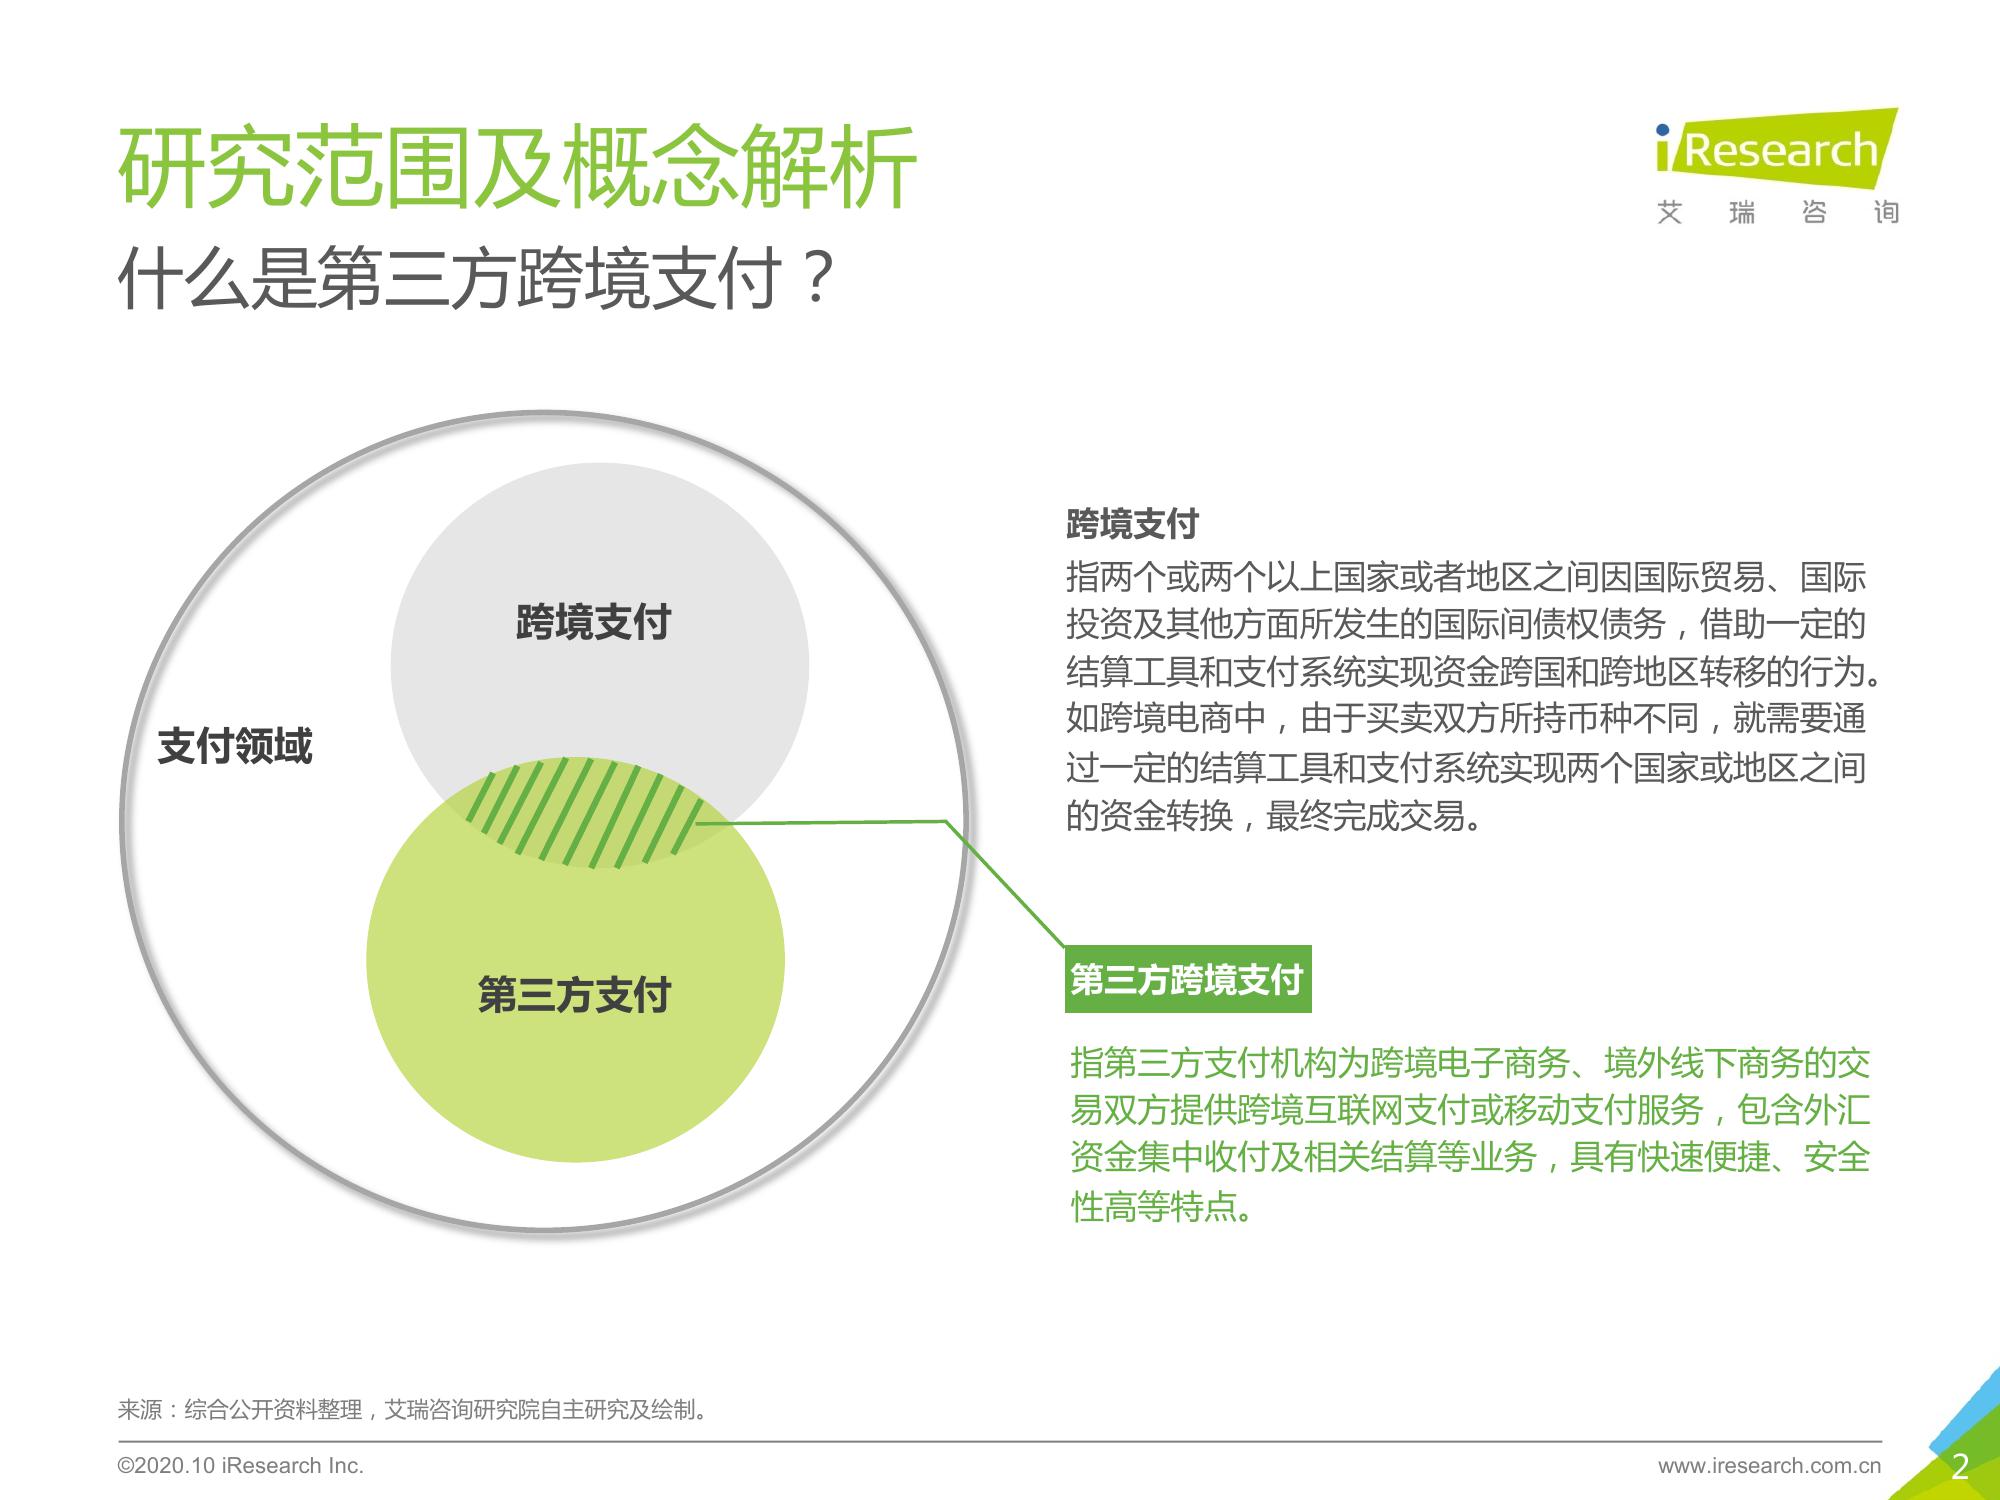 研究范围及概念解析
什么是第三方跨境支付？
iResearch
艾瑞咨询
跨境支付
支付领域
第三方支付
跨境支付
指两个或两个以上国家或者地区之间因国际贸易、国际
投资及其他方面所发生的国际间债权债务，借助一定的
结算工具和支付系统实现资金跨国和跨地区转移的行为。
如跨境电商中，由于买卖双方所持币种不同，就需要通
过一定的结算工具和支付系统实现两个国家或地区之间
的资金转换，最终完成交易。
第三方跨境支付
指第三方支付机构为跨境电子商务、境外线下商务的交
易双方提供跨境互联网支付或移动支付服务，包含外汇
资金集中收付及相关结算等业务，具有快速便捷、安全
性高等特点。
来源：综合公开资料整理，艾瑞咨询研究院自主研究及绘制。
©2020.10 iResearch Inc.
www.iresearch.com.cn
2